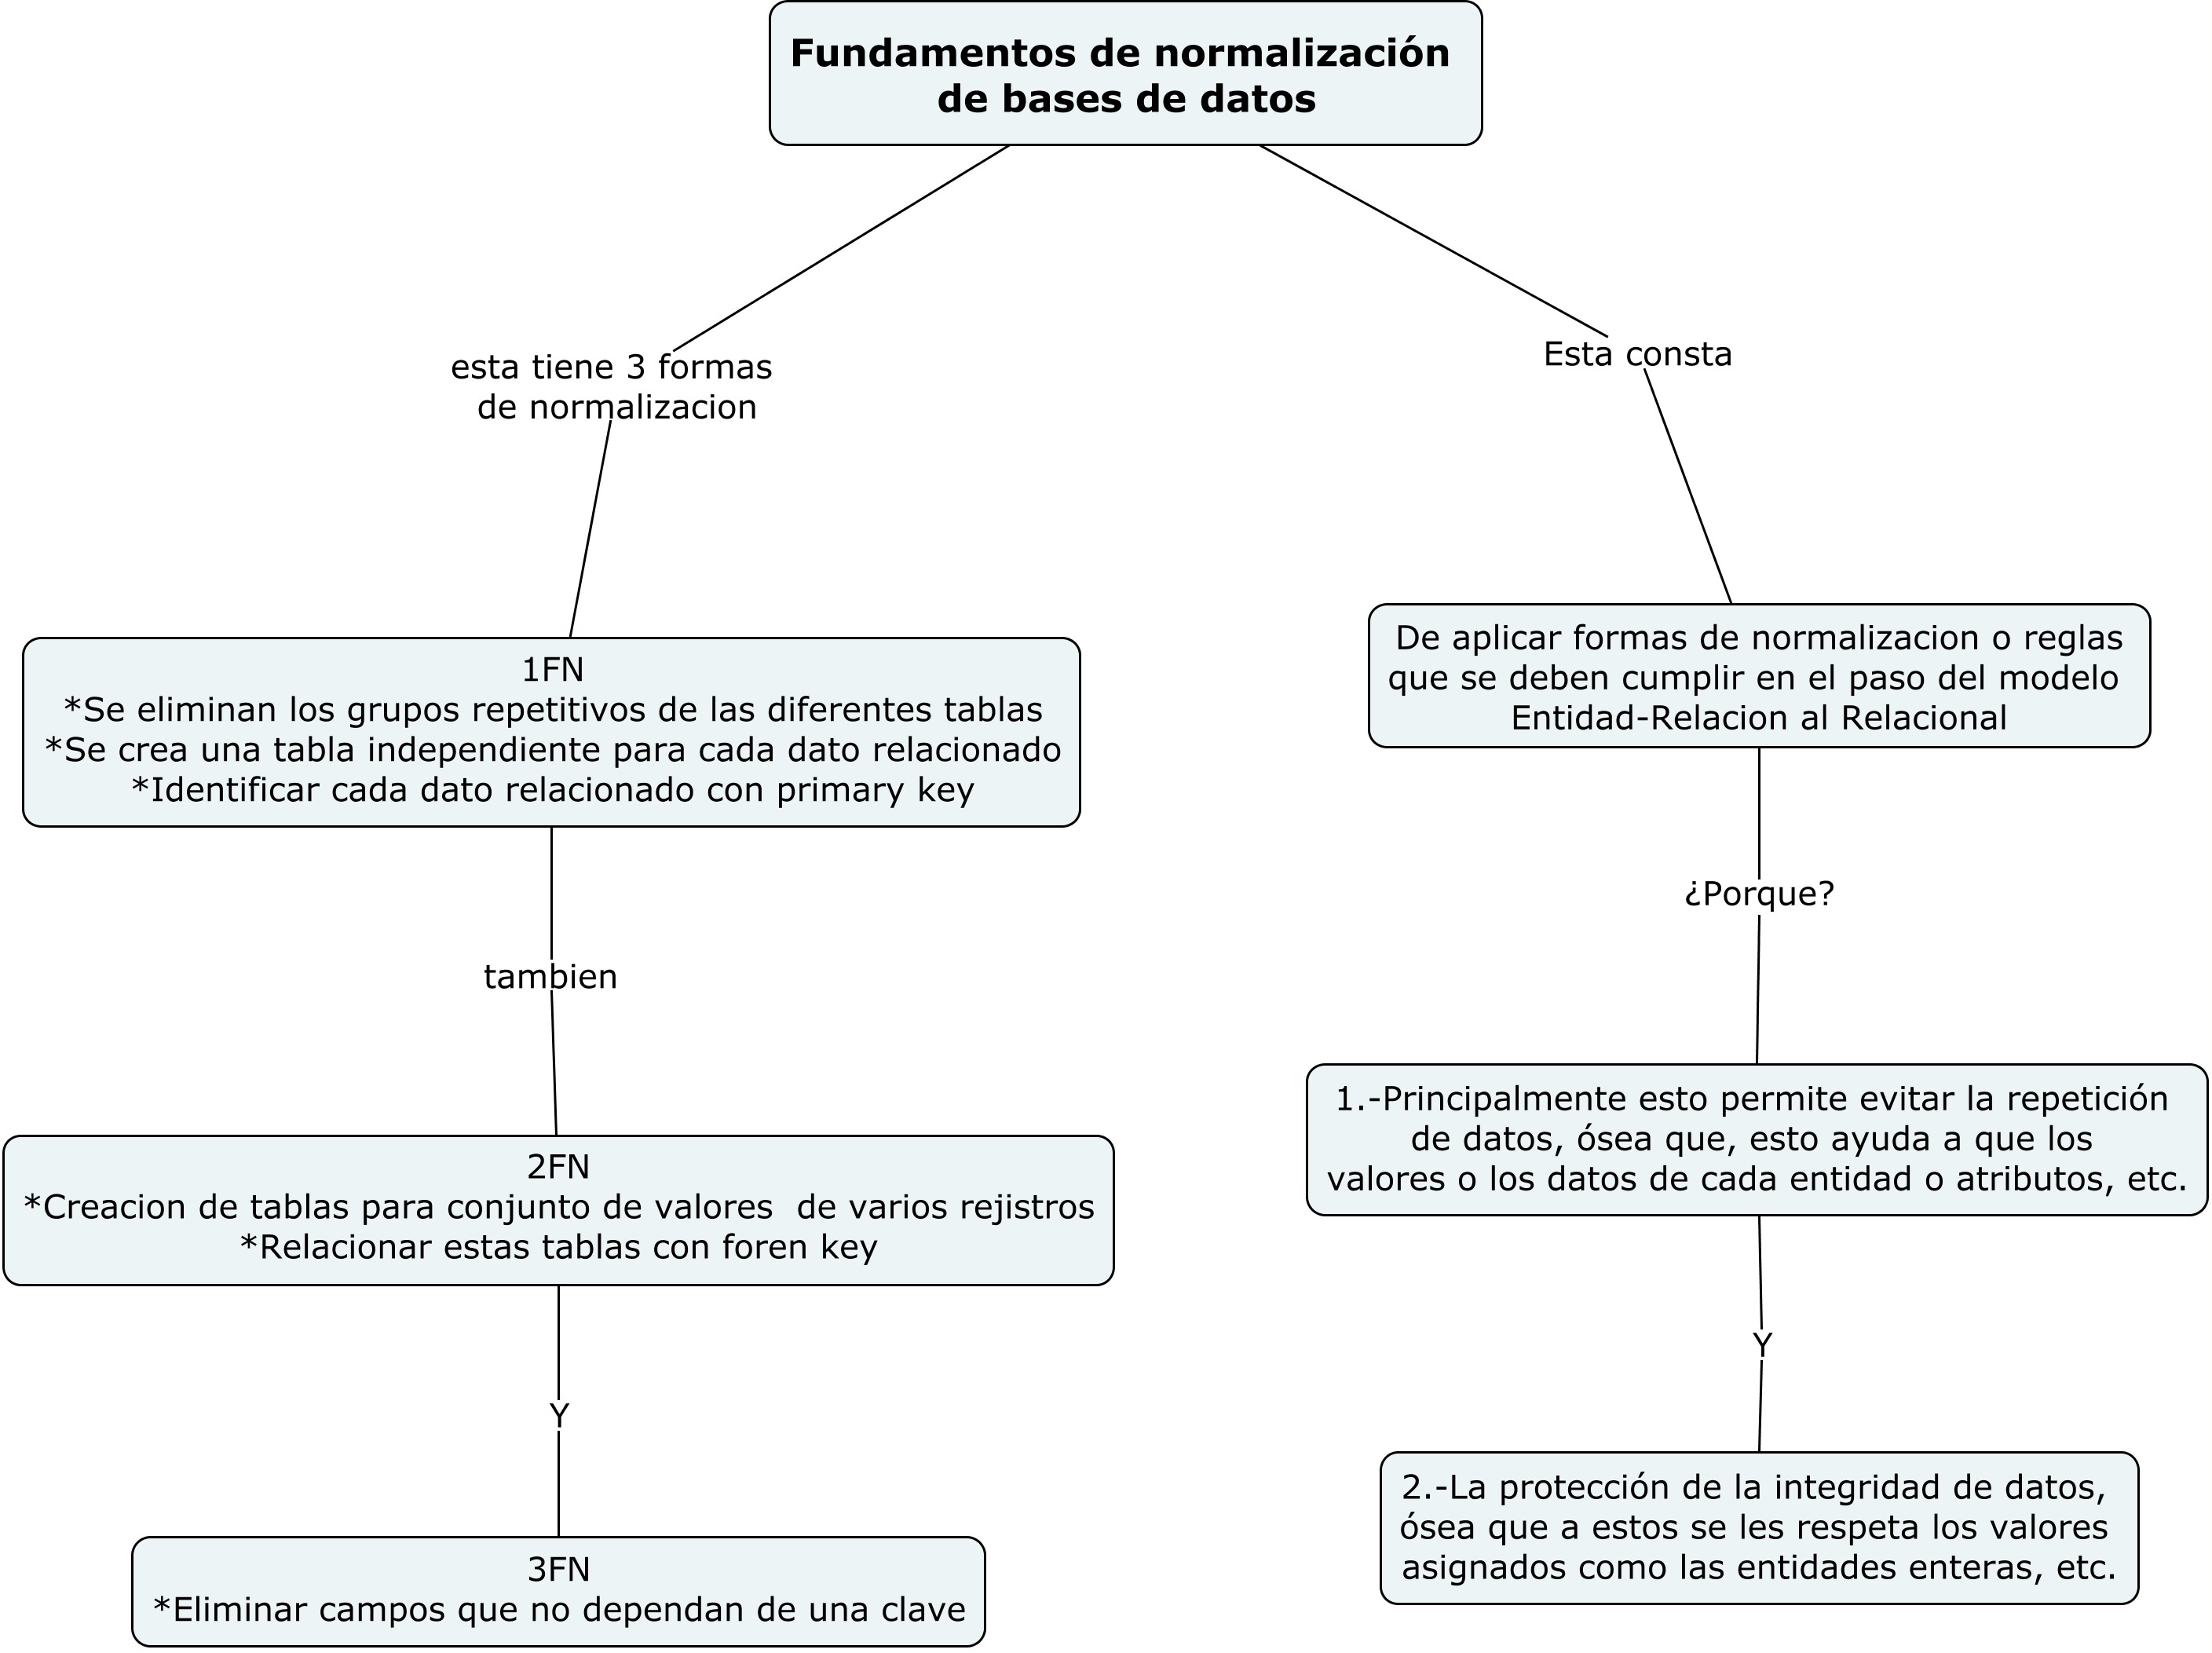 Fundamentos de normalización
de bases de datos
esta tiene 3 formas
de normalizacion
Esta consta
1FN
*Se eliminan los grupos repetitivos de las diferentes tablas
*Se crea una tabla independiente para cada dato relacionado
*Identificar cada dato relacionado con primary key
De aplicar formas de normalizacion o reglas
que se deben cumplir en el paso del modelo
Entidad-Relacion al Relacional
¿Porque?
tambien
1.-Principalmente esto permite evitar la repetición
de datos, ósea que, esto ayuda a que los
valores o los datos de cada entidad o atributos, etc.
2FN
*Creacion de tablas para conjunto de valores  de varios rejistros
*Relacionar estas tablas con foren key
Y
Y
2.-La protección de la integridad de datos,
ósea que a estos se les respeta los valores
asignados como las entidades enteras, etc.
3FN
*Eliminar campos que no dependan de una clave